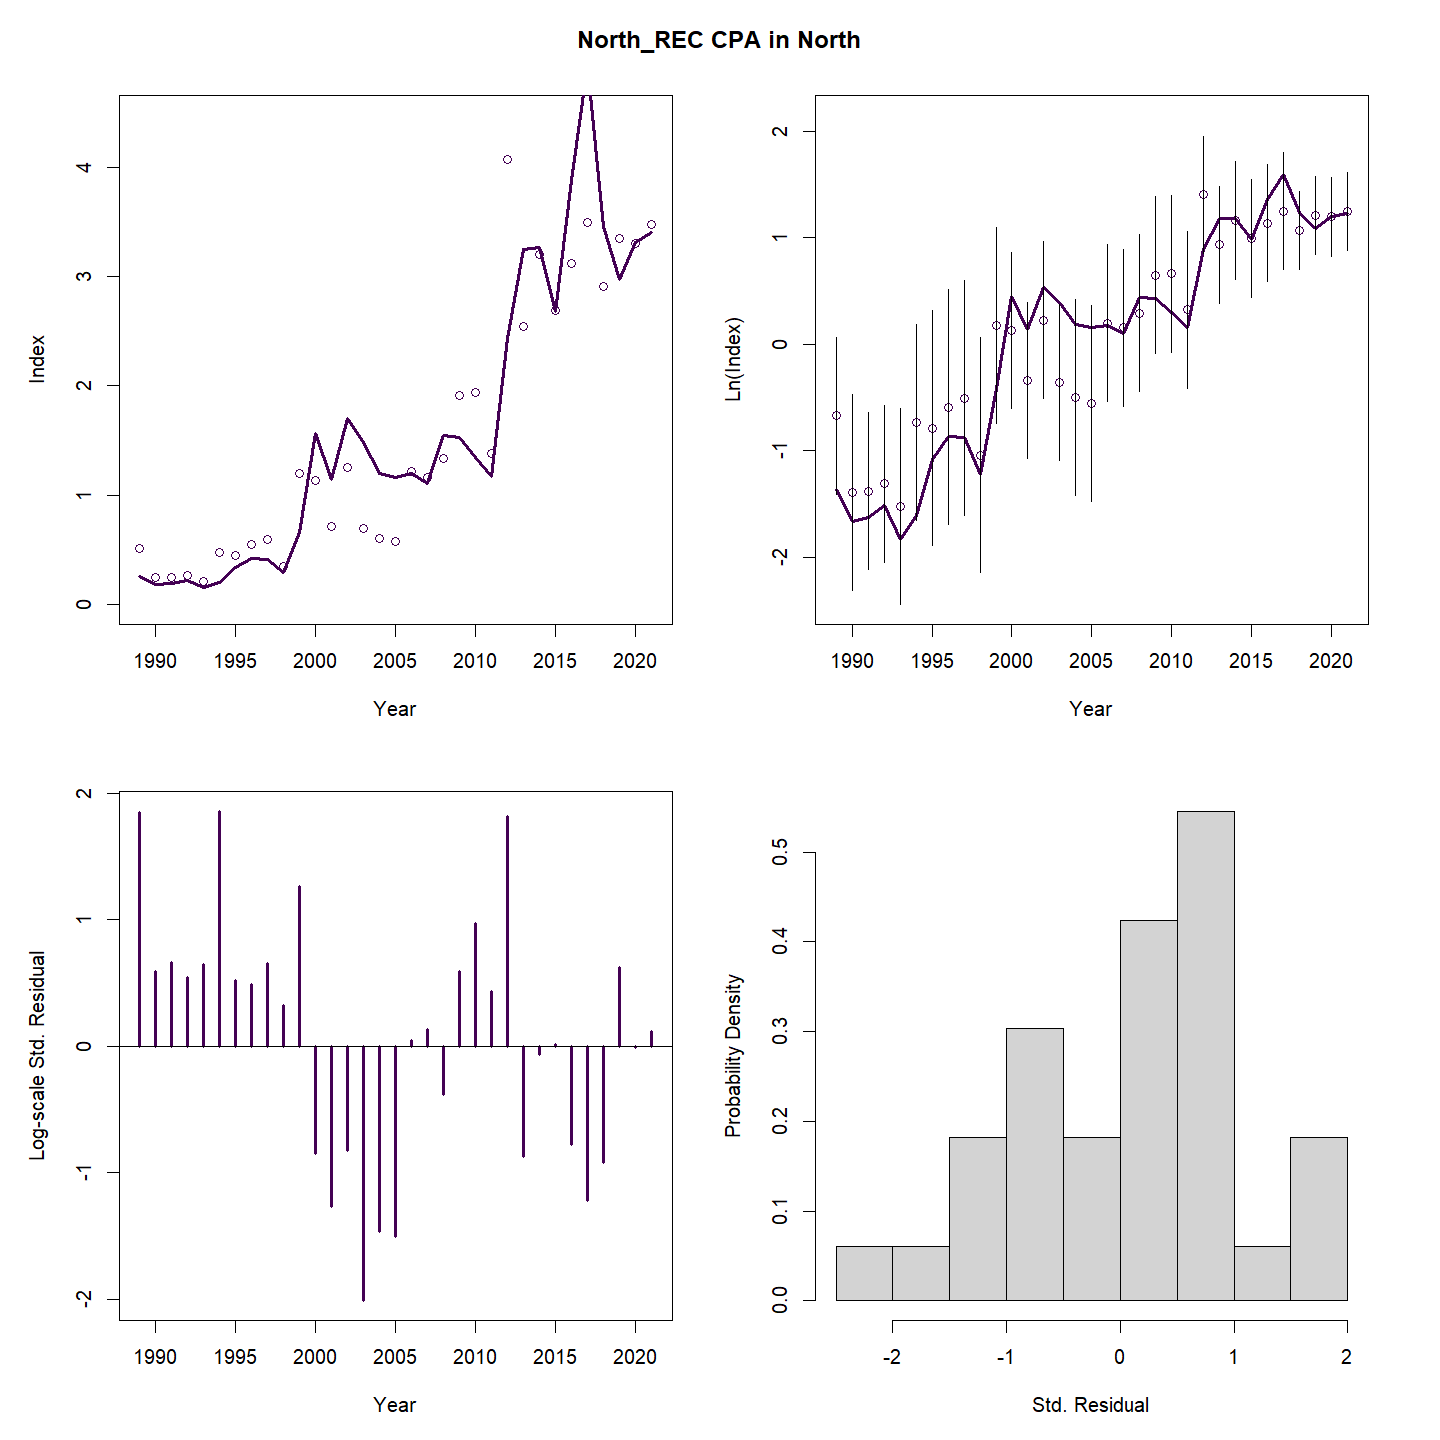 North_REC CPA in North
Index
4
3
2
1
0
1990 1995 2000 2005 2010 2015 2020
Year
Ln(Index)
2
1
0
-1
-2
1990 1995 2000 2005 2010 2015 2020
Year
Log-scale Std. Residual
2
1
0
-1
-2
1990 1995 2000 2005 2010 2015 2020
Year
Probability Density
0.5
0.4
0.3
0.2
0.1
0.0
-2 -1 0 1 2
Std. Residual